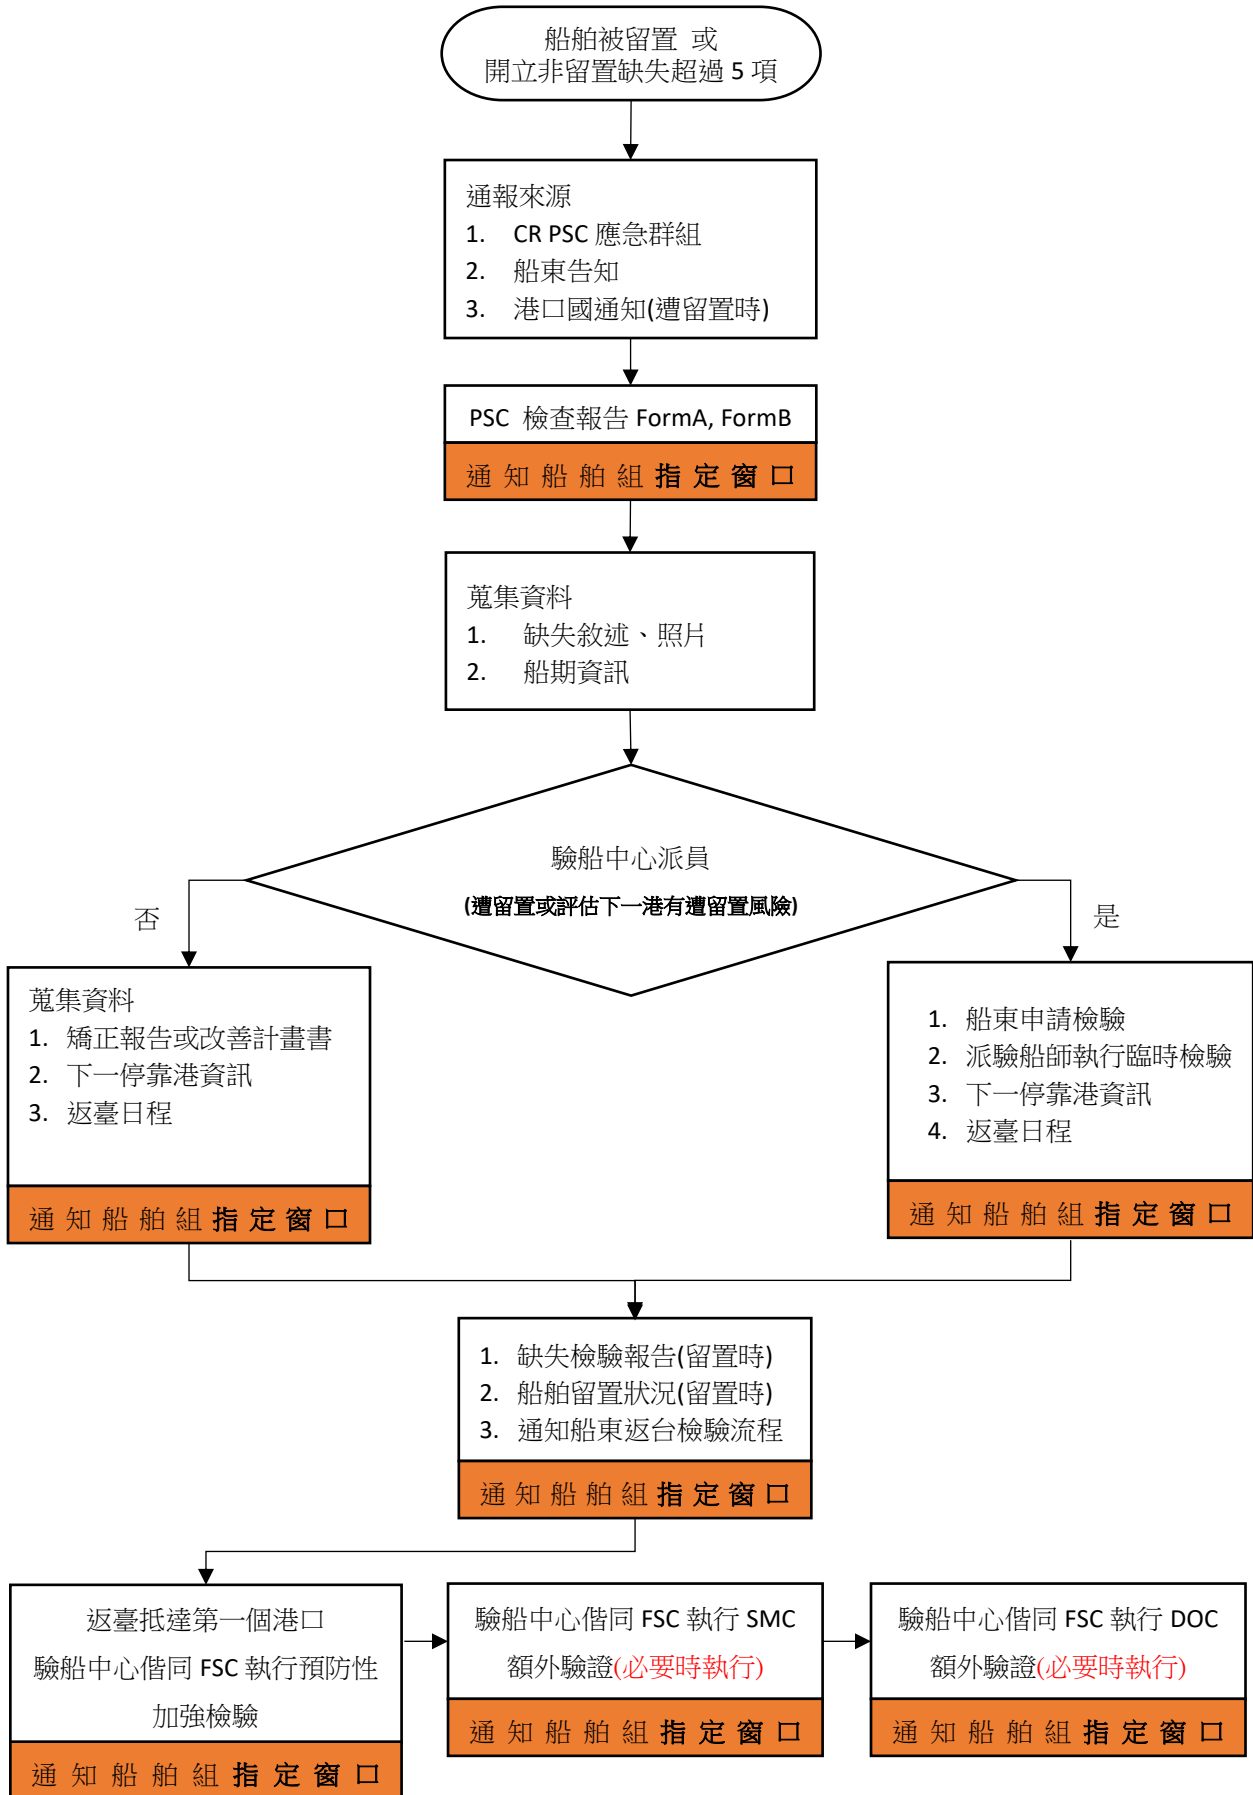 船舶被留置 或
開立非留置缺失超過 5 項
通報來源
1. CR PSC 應急群組
2. 船東告知
3. 港口國通知(遭留置時)
PSC 檢查報告 FormA, FormB
通知船舶組指定窗口
蒐集資料
1. 缺失敘述、照片
2. 船期資訊
驗船中心派員
(遭留置或評估下一港有遭留置風險)
否
是
蒐集資料
1. 矯正報告或改善計畫書
2. 下一停靠港資訊
3. 返臺日程
通知船舶組指定窗口
1. 船東申請檢驗
2. 派驗船師執行臨時檢驗
3. 下一停靠港資訊
4. 返臺日程
通知船舶組指定窗口
1. 缺失檢驗報告(留置時)
2. 船舶留置狀況(留置時)
3. 通知船東返台檢驗流程
通知船舶組指定窗口
返臺抵達第一個港口
驗船中心偕同 FSC 執行預防性
加強檢驗
通知船舶組指定窗口
驗船中心偕同 FSC 執行 SMC
額外驗證(必要時執行)
通知船舶組指定窗口
驗船中心偕同 FSC 執行 DOC
額外驗證(必要時執行)
通知船舶組指定窗口